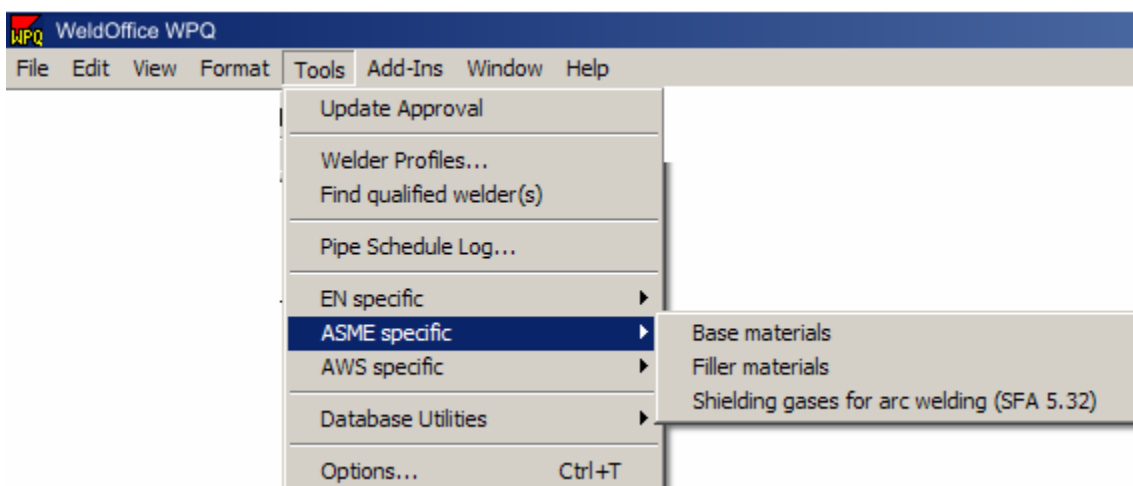 WPQ WeldOffice WPQ
File Edit View Format Tools Add-Ins Window Help
Update Approval
Welder Profiles...
Find qualified welder(s)
Pipe Schedule Log...
EN specific
ASME specific
Base materials
AWS specific
Filler materials
Shielding gases for arc welding (SFA 5.32)
Database Utilities
Options... Ctrl+T